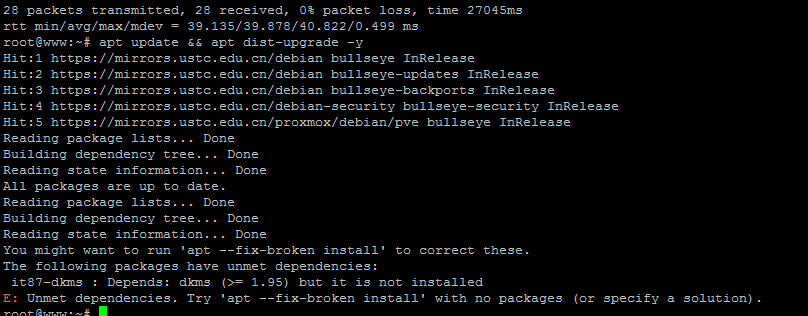 28 packets transmitted, 28 received, 0% packet loss, time 27045ms
rtt min/avg/max/mdev = 39.135/39.878/40.822/0.499 ms
root@www:~# apt update && apt dist-upgrade -y
Hit:1 https://mirrors.ustc.edu.cn/debian bullseye InRelease
Hit:2 https://mirrors.ustc.edu.cn/debian bullseye-updates InRelease
Hit:3 https://mirrors.ustc.edu.cn/debian bullseye-backports InRelease
Hit:4 https://mirrors.ustc.edu.cn/debian-security bullseye-security InRelease
Hit:5 https://mirrors.ustc.edu.cn/proxmox/debian/pve bullseye InRelease
Reading package lists... Done
Building dependency tree... Done
Reading state information... Done
All packages are up to date.
Reading package lists... Done
Building dependency tree... Done
Reading state information... Done
You might want to run 'apt --fix-broken install' to correct these.
The following packages have unmet dependencies:
 it87-dkms : Depends: dkms (>= 1.95) but it is not installed
E: Unmet dependencies. Try 'apt --fix-broken install' with no packages (or specify a solution).
root@www:~#